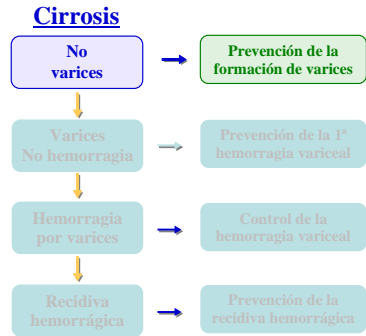 Cirrosis
No
varices
Prevención de la
formación de varices
Varices
No hemorragia
Prevención de la 1ª
hemorragia variceal
Hemorragia
por varices
Control de la
hemorragia variceal
Recidiva
hemorrágica
Prevención de la
recidiva hemorrágica